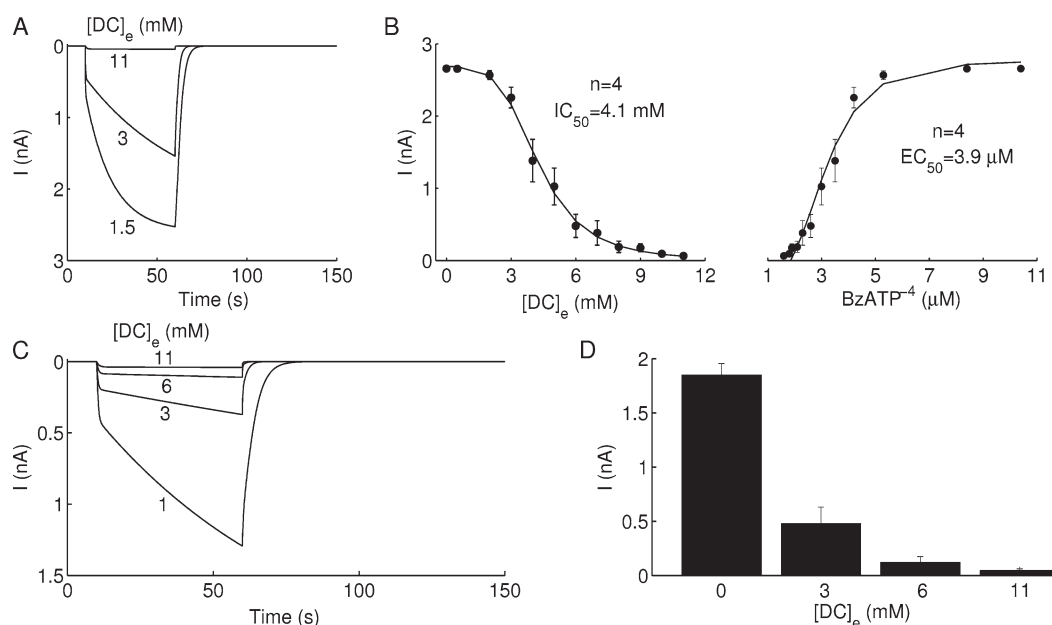 A
[DC]e (mM)
0
1
2
3
I (nA)
11
3
1.5
0
50
100
150
Time (s)
B
3
2
1
0
I (nA)
n=4
IC50=4.1 mM
0
3
6
9
12
[DC]e (mM)
n=4
EC50=3.9 μM
1
3
5
7
9
11
BzATP-4 (μM)
C
[DC]e (mM)
0
0.5
1
1.5
I (nA)
11
6
3
1
0
50
100
150
Time (s)
D
2
1.5
1
0.5
0
I (nA)
0
3
6
11
[DC]e (mM)